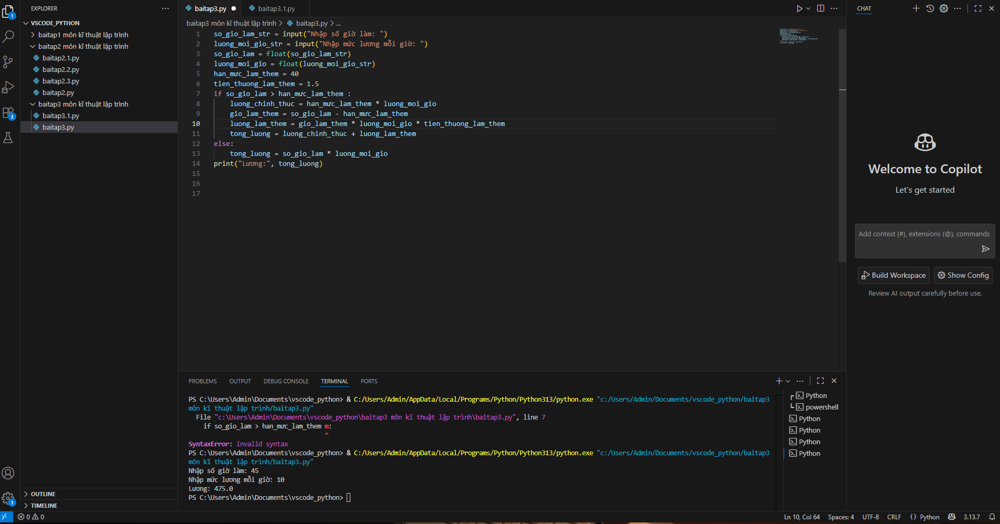 EXPLORER
VSCODE_PYTHON
baitap1 môn kĩ thuật lập trình
baitap2 môn kĩ thuật lập trình
baitap2.1.py
baitap2.2.py
baitap2.3.py
baitap2.py
baitap3 môn kĩ thuật lập trình
baitap3.1.py
baitap3.py
OUTLINE
TIMELINE
baitap3.py
baitap3.1.py
baitap3 môn kĩ thuật lập trình > baitap3.py > ...
1 so_gio_lam_str = input("Nhập số giờ làm: ")
2 luong_moi_gio_str = input("Nhập mức lương mỗi giờ: ")
3 so_gio_lam = float(so_gio_lam_str)
4 luong_moi_gio = float(luong_moi_gio_str)
5 han_mưc_lam_them = 40
6 tien_thuong_lam_them = 1.5
7 if so_gio_lam > han_mưc_lam_them :
8 luong_chinh_thuc = han_mưc_lam_them * luong_moi_gio
9 gio_lam_them = so_gio_lam - han_mưc_lam_them
10 luong_lam_them = gio_lam_them * luong_moi_gio * tien_thuong_lam_them
11 tong_luong = luong_chinh_thuc + luong_lam_them
12 else:
13 tong_luong = so_gio_lam * luong_moi_gio
14 print("Lương:", tong_luong)
15
16
17
PROBLEMS OUTPUT DEBUG CONSOLE TERMINAL PORTS
PS C:\Users\Admin\Documents\vscode_python> & C:/Users/Admin/AppData/Local/Programs/Python/Python313/python.exe "c:/Users/Admin/Documents/vscode_python/baitap3
môn kĩ thuật lập trình/baitap3.py"
File "c:\Users\Admin\Documents\vscode_python\baitap3 môn kĩ thuật lập trình\baitap3.py", line 7
if so_gio_lam > han_mưc_lam_them m:
^
SyntaxError: invalid syntax
PS C:\Users\Admin\Documents\vscode_python> & C:/Users/Admin/AppData/Local/Programs/Python/Python313/python.exe "c:/Users/Admin/Documents/vscode_python/baitap3
môn kĩ thuật lập trình/baitap3.py"
Nhập số giờ làm: 45
Nhập mức lương mỗi giờ: 10
Lương: 475.0
PS C:\Users\Admin\Documents\vscode_python>
Python
powershell
Python
Python
Python
Python
CHAT
Welcome to Copilot
Let's get started
Add context (#), extensions (@), commands
Build Workspace
Show Config
Review AI output carefully before use.
1
3
1
0 0
Ln 10, Col 64 Spaces: 4 UTF-8 CRLF {} Python 3.13.7